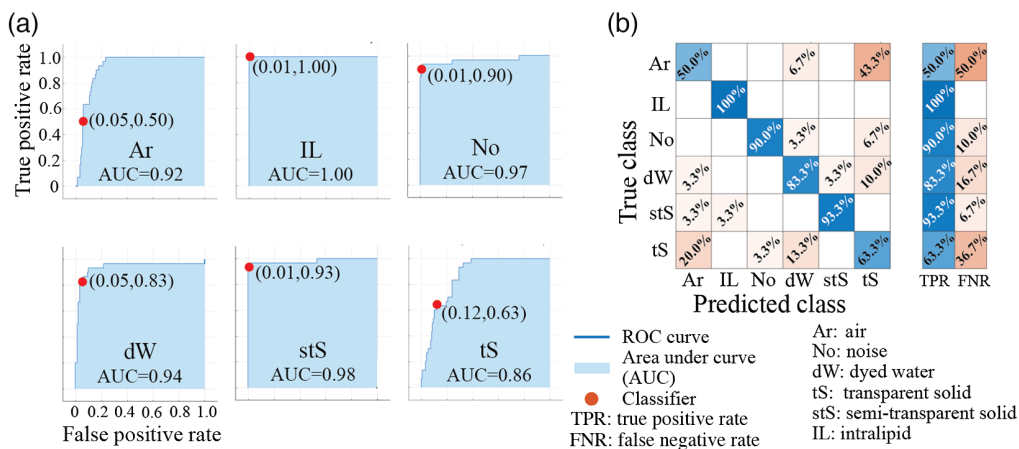 (a)
True positive rate
1.0
0.8
0.6
0.4
0.2
0
(0.05,0.50)
Ar
AUC=0.92
(0.01,1.00)
IL
AUC=1.00
(0.01,0.90)
No
AUC=0.97
(0.05,0.83)
dW
AUC=0.94
(0.01,0.93)
stS
AUC=0.98
(0.12,0.63)
tS
AUC=0.86
0 0.2 0.4 0.6 0.8 1.0
False positive rate
(b)
True class
Ar 50.0% 6.7% 43.3% 50.0% 50.0%
IL 100% 100%
No 90.0% 3.3% 6.7% 90.0% 10.0%
dW 3.3% 83.3% 3.3% 10.0% 83.3% 16.7%
stS 3.3% 3.3% 93.3% 93.3% 6.7%
tS 20.0% 3.3% 13.3% 63.3% 63.3% 36.7%
Ar IL No dW stS tS TPR FNR
Predicted class
ROC curve
Area under curve
(AUC)
Classifier
TPR: true positive rate
FNR: false negative rate
Ar: air
No: noise
dW: dyed water
tS: transparent solid
stS: semi-transparent solid
IL: intralipid